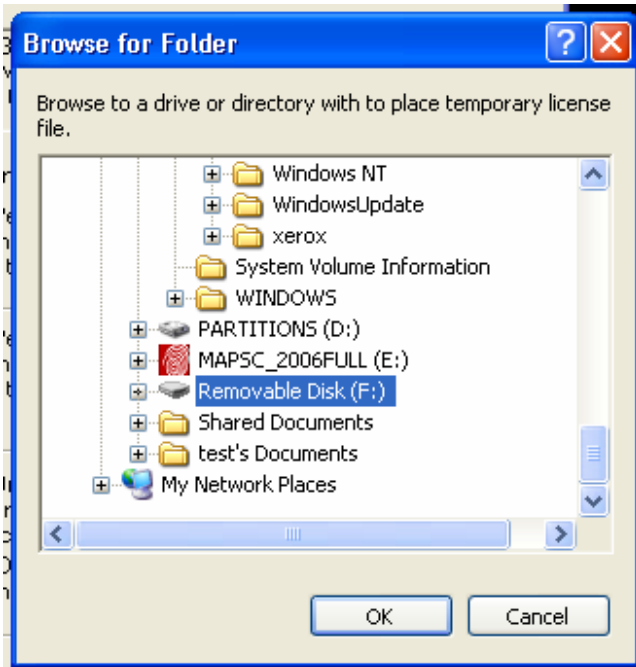 Browse for Folder
Browse to a drive or directory with to place temporary license
file.
Windows NT
WindowsUpdate
xerox
System Volume Information
WINDOWS
PARTITIONS (D:)
MAPSC_2006FULL (E:)
Removable Disk (F:)
Shared Documents
test's Documents
My Network Places
OK Cancel